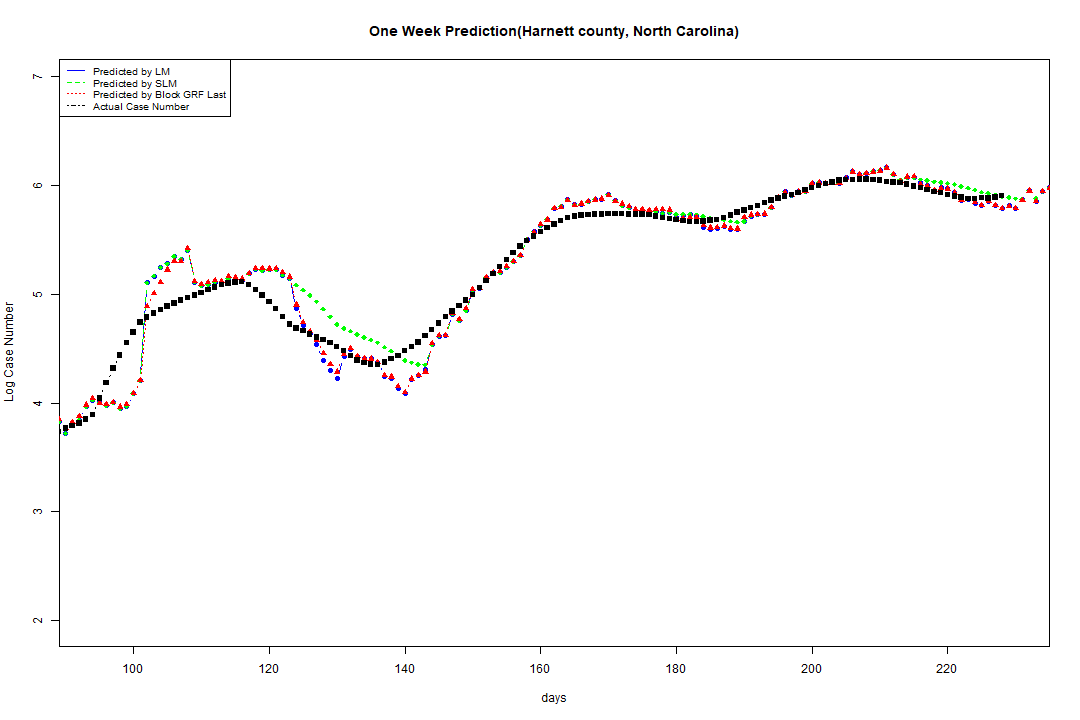 One Week Prediction(Harnett county, North Carolina)
Predicted by LM
Predicted by SLM
Predicted by Block GRF Last
Actual Case Number
7
6
5
4
3
2
Log Case Number
100 120 140 160 180 200 220
days